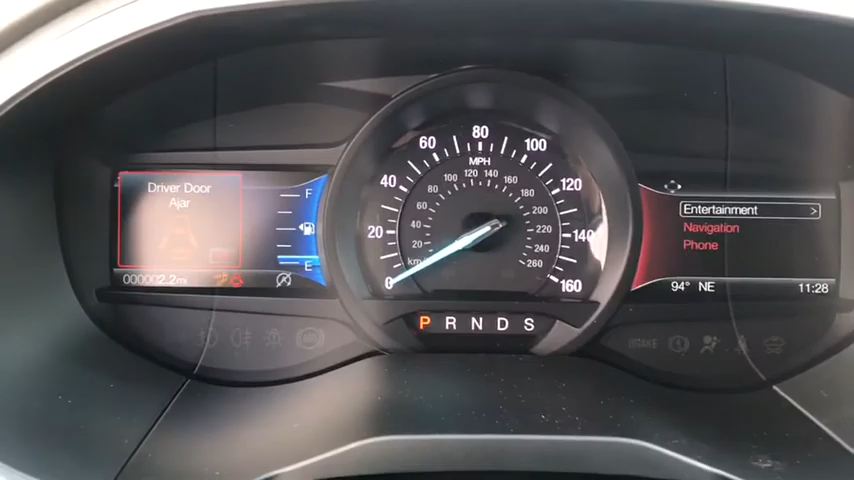 Driver Door
Ajar
000002.2mi
F
E
0
20
40
60
80
100
120
140
160
MPH
km/h
20
40
60
80
100
120
140
160
180
200
220
240
260
P R N D S
Entertainment >
Navigation
Phone
94° NE
11:28
BRAKE